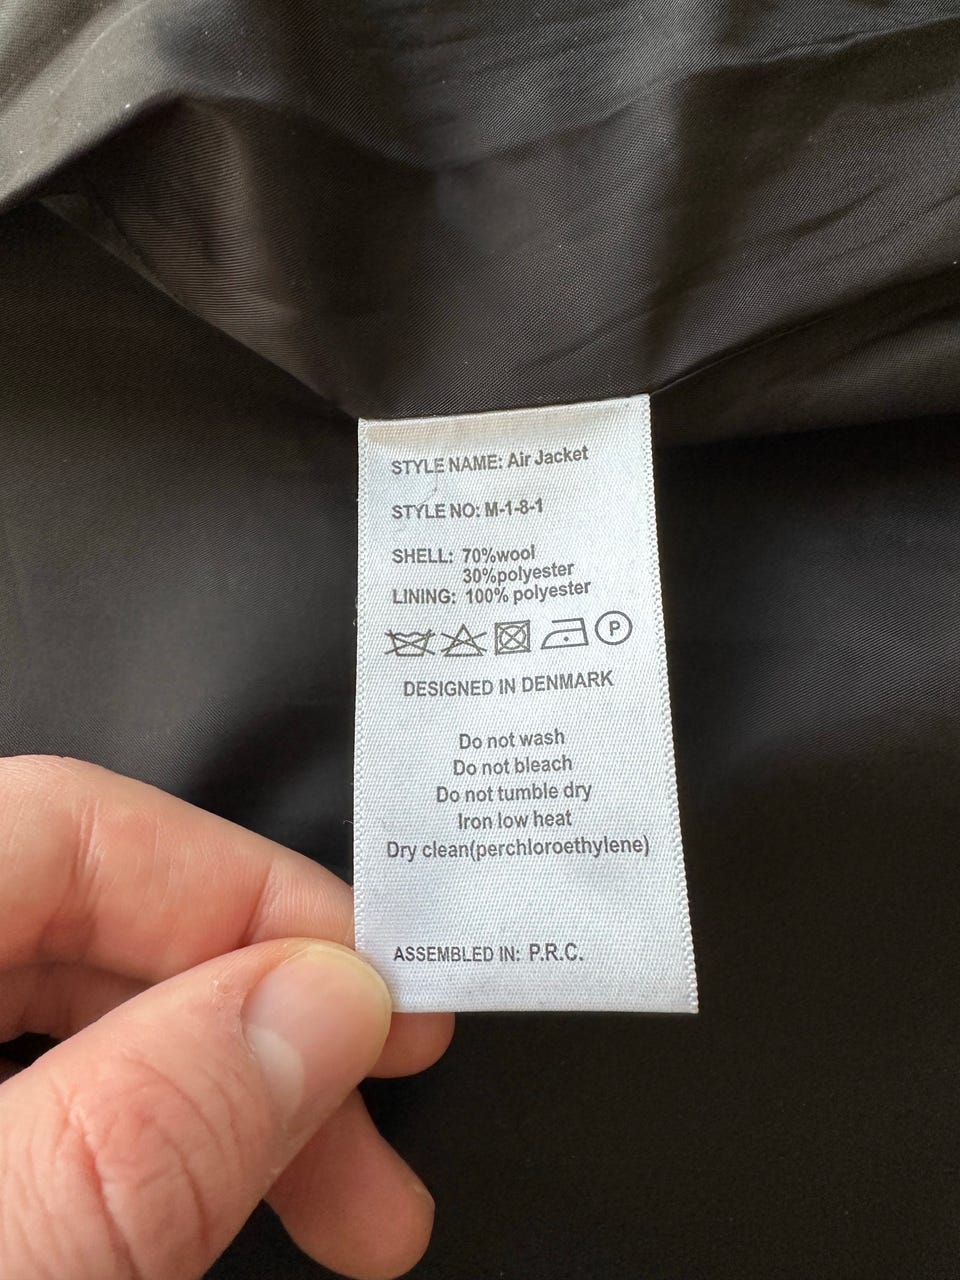 STYLE NAME: Air Jacket
STYLE NO: M-1-8-1
SHELL: 70%wool
30%polyester
LINING: 100% polyester
P
DESIGNED IN DENMARK
Do not wash
Do not bleach
Do not tumble dry
Iron low heat
Dry clean(perchloroethylene)
ASSEMBLED IN: P.R.C.